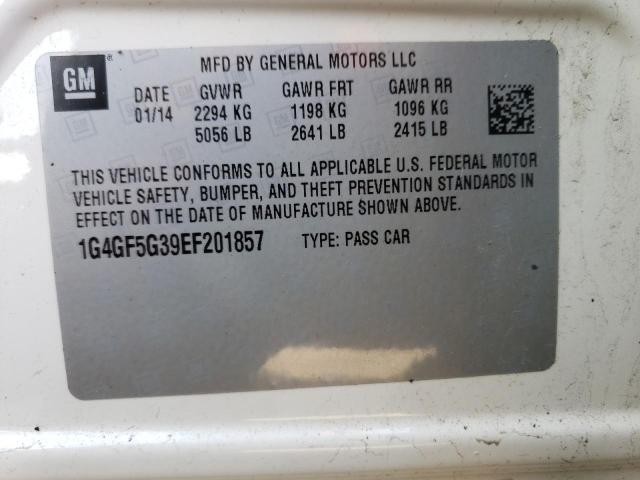 GM
MFD BY GENERAL MOTORS LLC
DATE GVWR GAWR FRT GAWR RR
01/14 2294 KG 1198 KG 1096 KG
5056 LB 2641 LB 2415 LB
THIS VEHICLE CONFORMS TO ALL APPLICABLE U.S. FEDERAL MOTOR
VEHICLE SAFETY, BUMPER, AND THEFT PREVENTION STANDARDS IN
EFFECT ON THE DATE OF MANUFACTURE SHOWN ABOVE.
1G4GF5G39EF201857 TYPE: PASS CAR